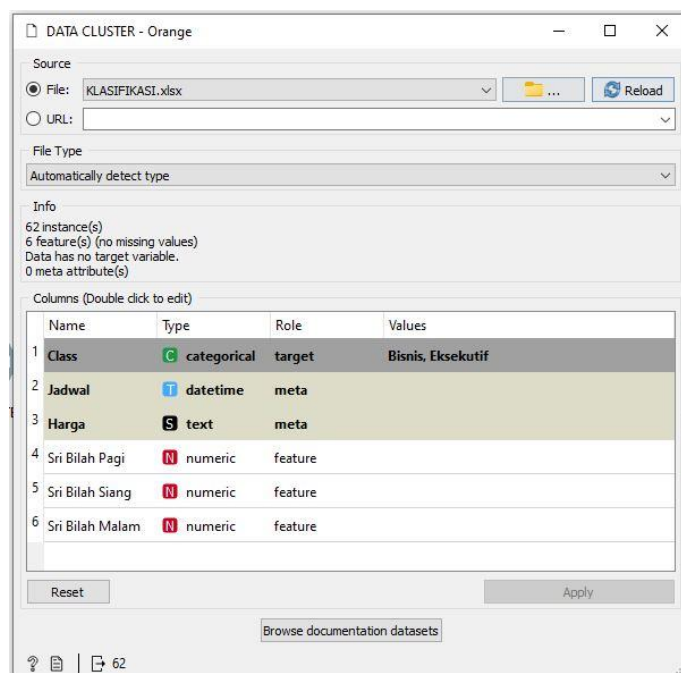 DATA CLUSTER - Orange
Source
File: KLASIFIKASI.xlsx ... Reload
URL:
File Type
Automatically detect type
Info
62 instance(s)
6 feature(s) (no missing values)
Data has no target variable.
0 meta attribute(s)
Columns (Double click to edit)
Name Type Role Values
1 Class C categorical target Bisnis, Eksekutif
2 Jadwal T datetime meta
3 Harga S text meta
4 Sri Bilah Pagi N numeric feature
5 Sri Bilah Siang N numeric feature
6 Sri Bilah Malam N numeric feature
Reset Apply
Browse documentation datasets
? 62